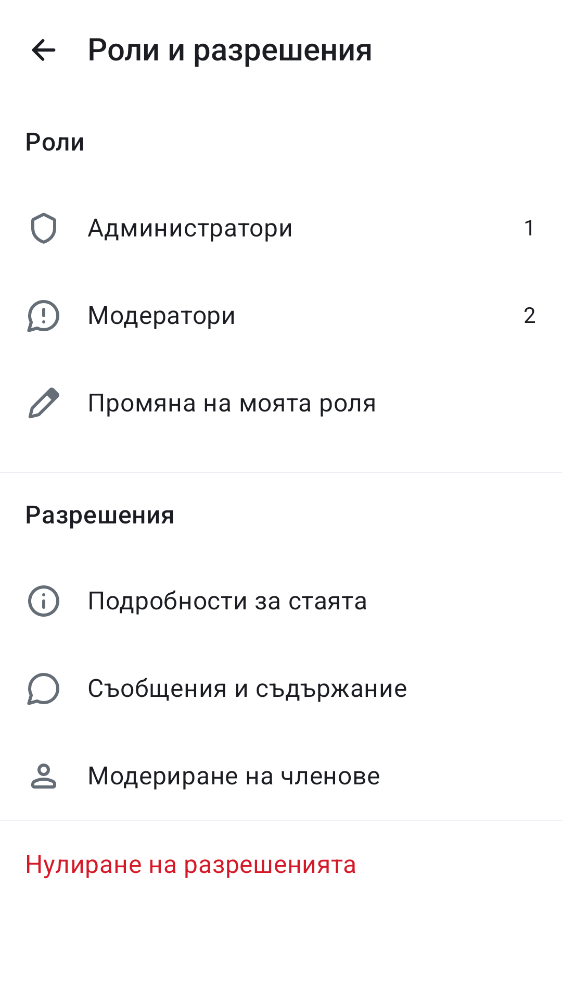 Роли и разрешения
Роли
Администратори 1
Модератори 2
Промяна на моята роля
Разрешения
Подробности за стаята
Съобщения и съдържание
Модериране на членове
Нулиране на разрешенията